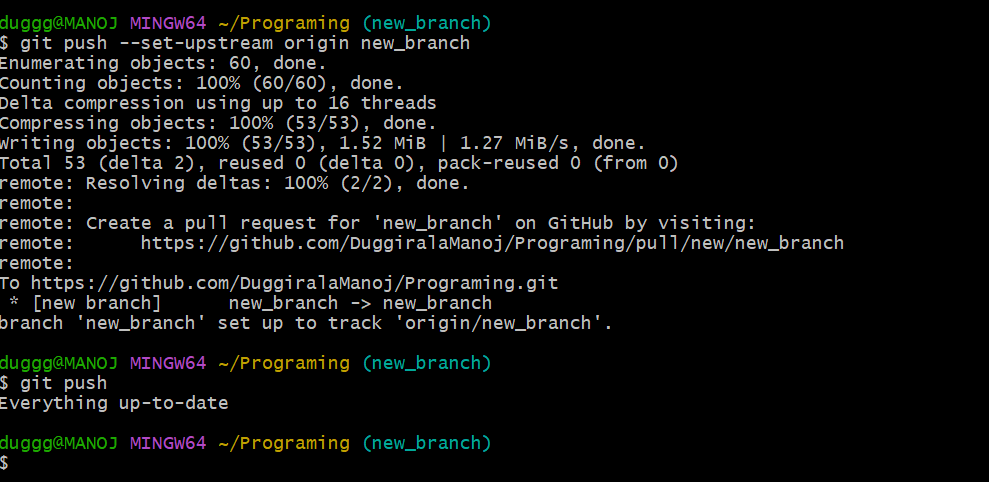 duggg@MANOJ MINGW64 ~/Programing (new_branch)
$ git push --set-upstream origin new_branch
Enumerating objects: 60, done.
Counting objects: 100% (60/60), done.
Delta compression using up to 16 threads
Compressing objects: 100% (53/53), done.
Writing objects: 100% (53/53), 1.52 MiB | 1.27 MiB/s, done.
Total 53 (delta 2), reused 0 (delta 0), pack-reused 0 (from 0)
remote: Resolving deltas: 100% (2/2), done.
remote:
remote: Create a pull request for 'new_branch' on GitHub by visiting:
remote:      https://github.com/DuggiralaManoj/Programing/pull/new/new_branch
remote:
To https://github.com/DuggiralaManoj/Programing.git
 * [new branch]      new_branch -> new_branch
branch 'new_branch' set up to track 'origin/new_branch'.
duggg@MANOJ MINGW64 ~/Programing (new_branch)
$ git push
Everything up-to-date
duggg@MANOJ MINGW64 ~/Programing (new_branch)
$